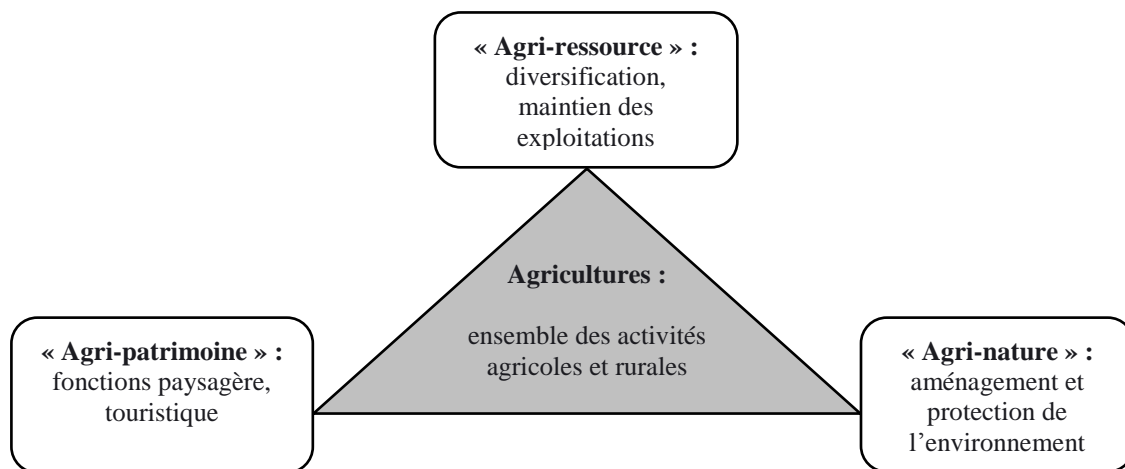 « Agri-ressource » :
diversification,
maintien des
exploitations
Agricultures :
ensemble des activités
agricoles et rurales
« Agri-patrimoine » :
fonctions paysagère,
touristique
« Agri-nature » :
aménagement et
protection de
l’environnement